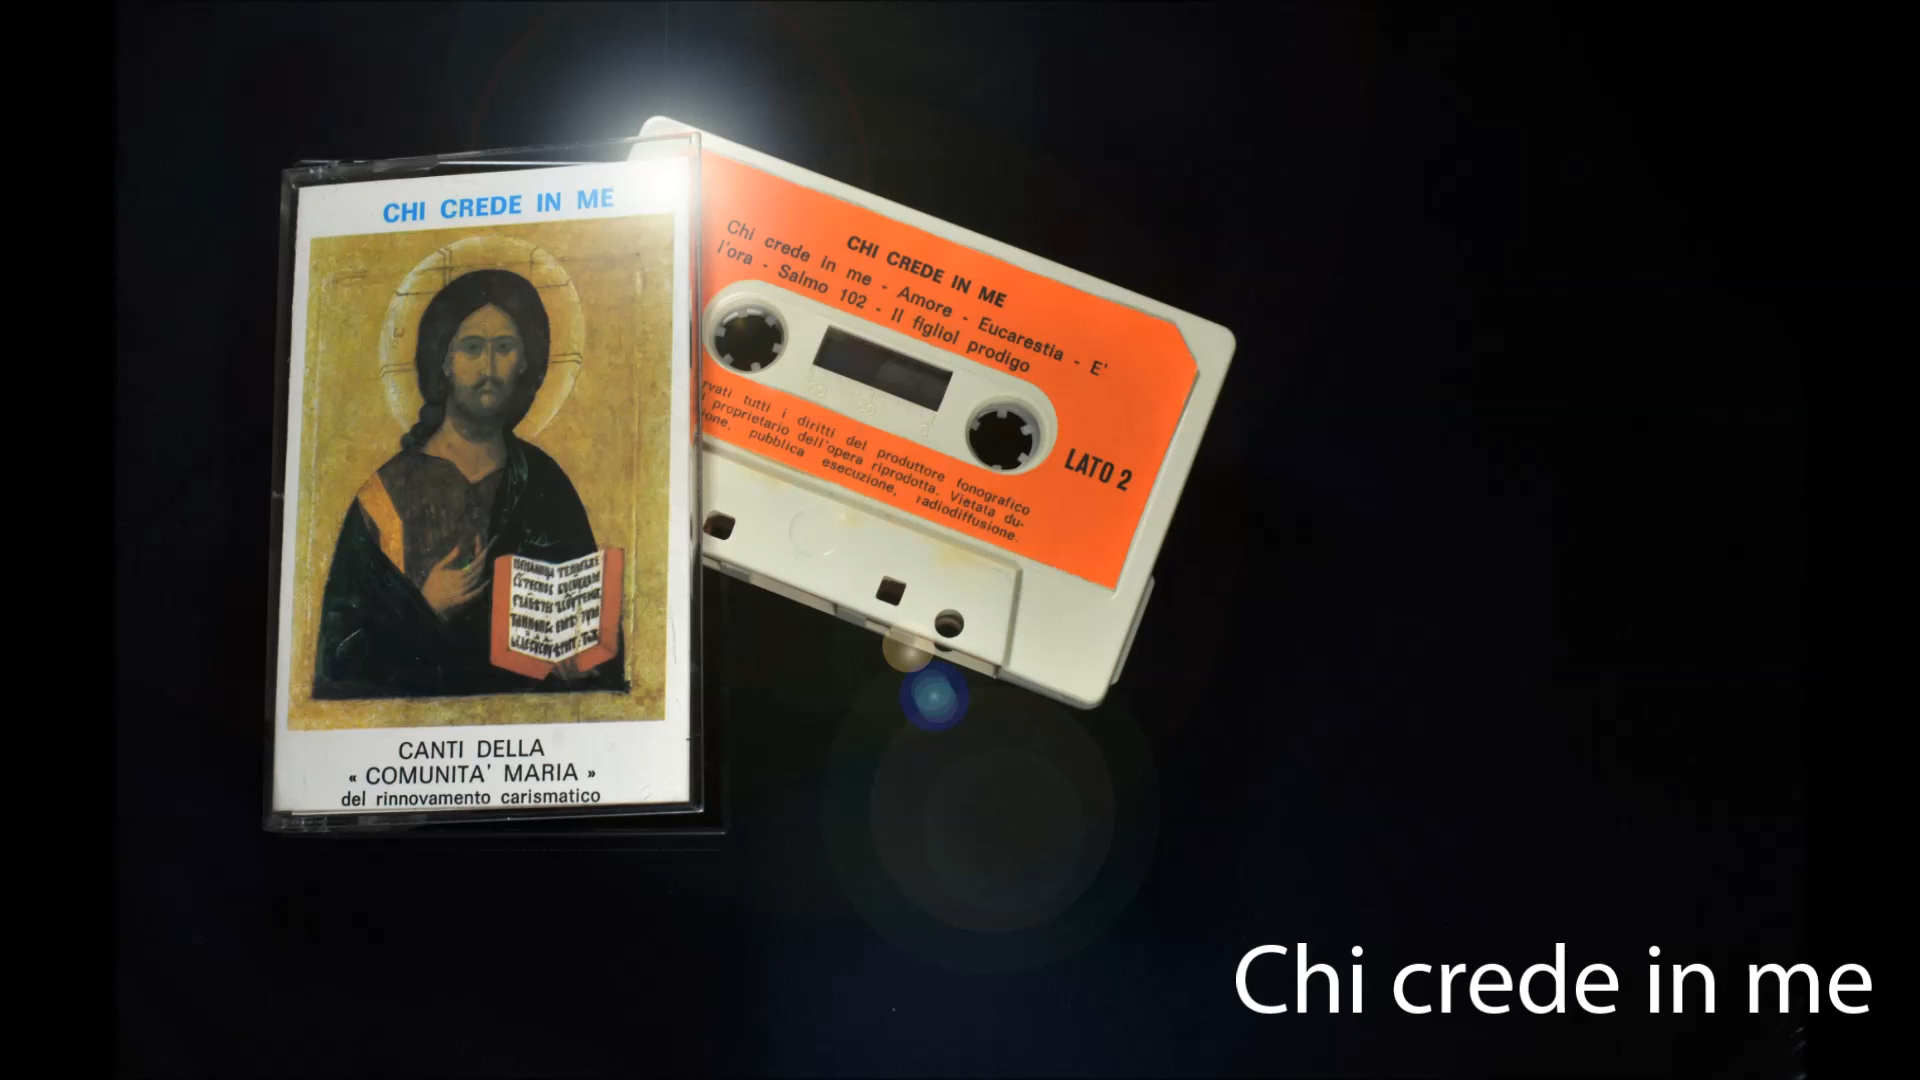 CHI CREDE IN ME
CANTI DELLA
« COMUNITA' MARIA »
del rinnovamento carismatico
CHI CREDE IN ME
Chi crede in me - Amore - Eucarestia - E'
l'ora - Salmo 102 - Il figliol prodigo
tutti i diritti del produttore fonografico
proprietario dell'opera riprodotta. Vietata du-
pubblica esecuzione, radiodiffusione.
LATO 2
Chi crede in me